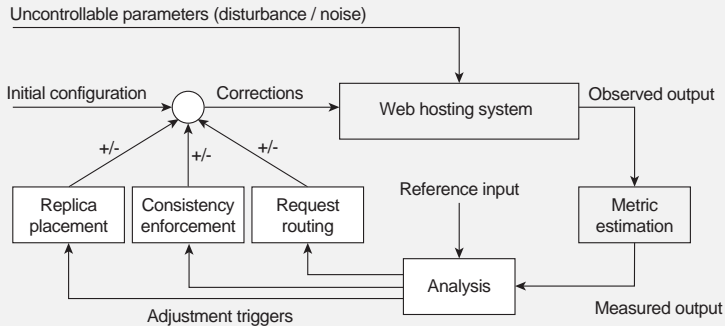 Uncontrollable parameters (disturbance / noise)
Initial configuration
Corrections
Web hosting system
Observed output
+/-
+/-
+/-
Reference input
Replica
placement
Consistency
enforcement
Request
routing
Metric
estimation
Analysis
Adjustment triggers
Measured output